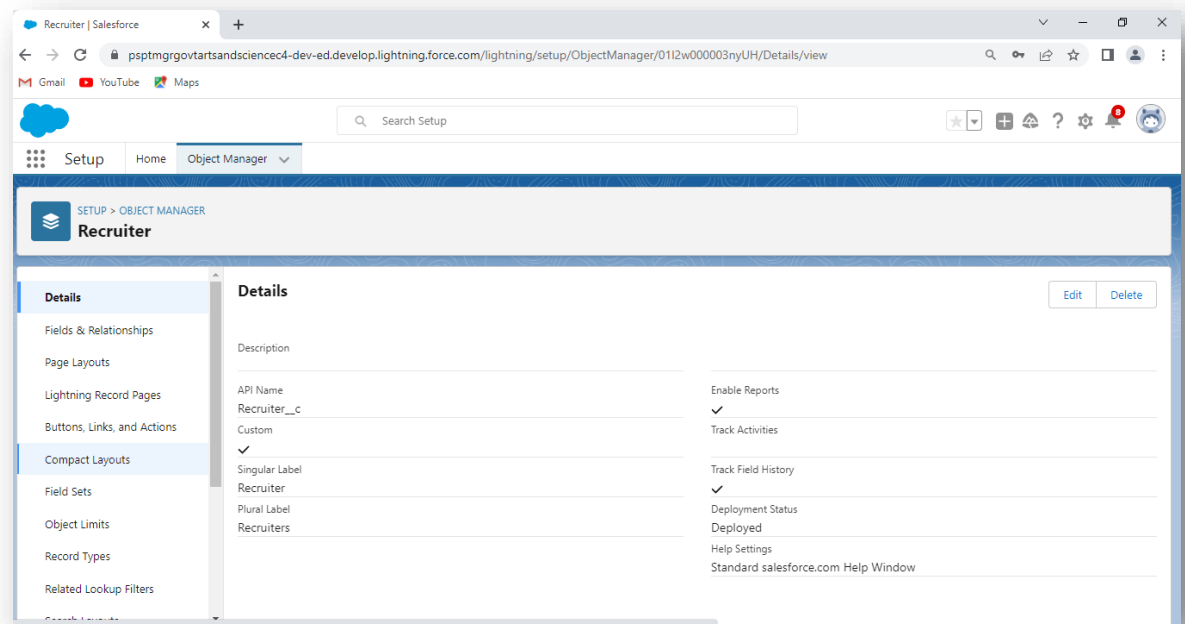 Recruiter | Salesforce
psptmgrgovtartsandsciencec4-dev-ed.develop.lightning.force.com/lightning/setup/ObjectManager/01I2w000003nyUH/Details/view
Gmail YouTube Maps
Search Setup
8
Setup Home Object Manager
SETUP > OBJECT MANAGER
Recruiter
Details
Fields & Relationships
Page Layouts
Lightning Record Pages
Buttons, Links, and Actions
Compact Layouts
Field Sets
Object Limits
Record Types
Related Lookup Filters
Search Layouts
Details
Edit Delete
Description
API Name
Recruiter__c
Custom
Singular Label
Recruiter
Plural Label
Recruiters
Enable Reports
Track Activities
Track Field History
Deployment Status
Deployed
Help Settings
Standard salesforce.com Help Window